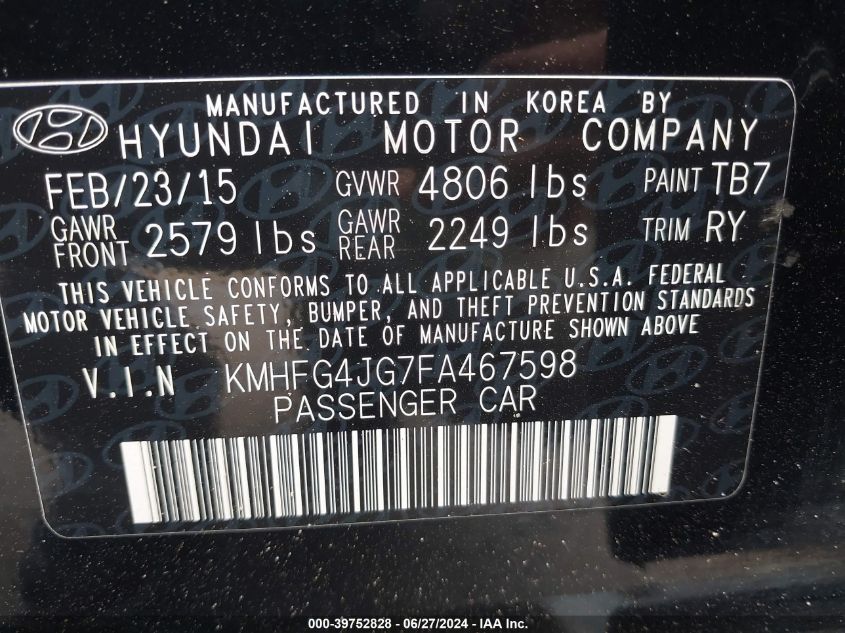 MANUFACTURED IN KOREA BY
HYUNDAI MOTOR COMPANY
FEB/23/15 GVWR 4806 lbs PAINT TB7
GAWR FRONT 2579 lbs GAWR REAR 2249 lbs TRIM RY
THIS VEHICLE CONFORMS TO ALL APPLICABLE U.S.A. FEDERAL
MOTOR VEHICLE SAFETY, BUMPER, AND THEFT PREVENTION STANDARDS
IN EFFECT ON THE DATE OF MANUFACTURE SHOWN ABOVE
V.I.N KMHFG4JG7FA467598
PASSENGER CAR
000-39752828 - 06/27/2024 - IAA Inc.